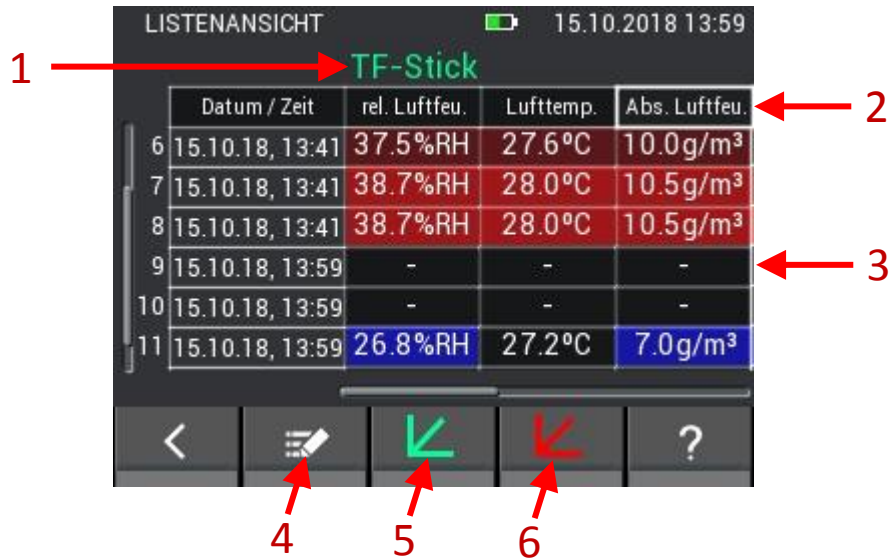 LISTENANSICHT 15.10.2018 13:59
1 TF-Stick
Datum / Zeit rel. Luftfeu. Lufttemp. Abs. Luftfeu. 2
6 15.10.18, 13:41 37.5%RH 27.6ºC 10.0g/m³
7 15.10.18, 13:41 38.7%RH 28.0ºC 10.5g/m³
8 15.10.18, 13:41 38.7%RH 28.0ºC 10.5g/m³
9 15.10.18, 13:59 - - - 3
10 15.10.18, 13:59 - - -
11 15.10.18, 13:59 26.8%RH 27.2ºC 7.0g/m³
?
4 5 6